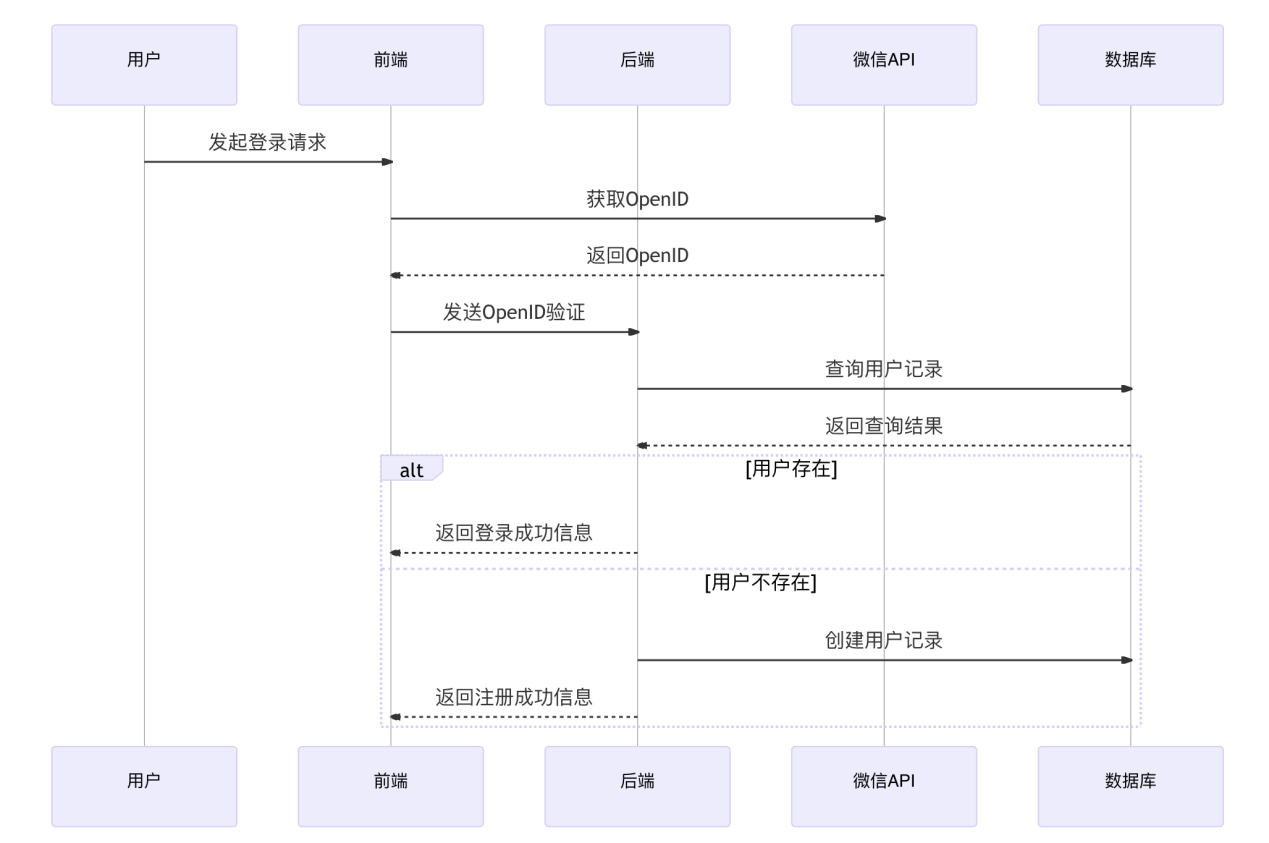 用户
前端
后端
微信API
数据库
发起登录请求
获取OpenID
返回OpenID
发送OpenID验证
查询用户记录
返回查询结果
alt
[用户存在]
返回登录成功信息
[用户不存在]
创建用户记录
返回注册成功信息
用户
前端
后端
微信API
数据库